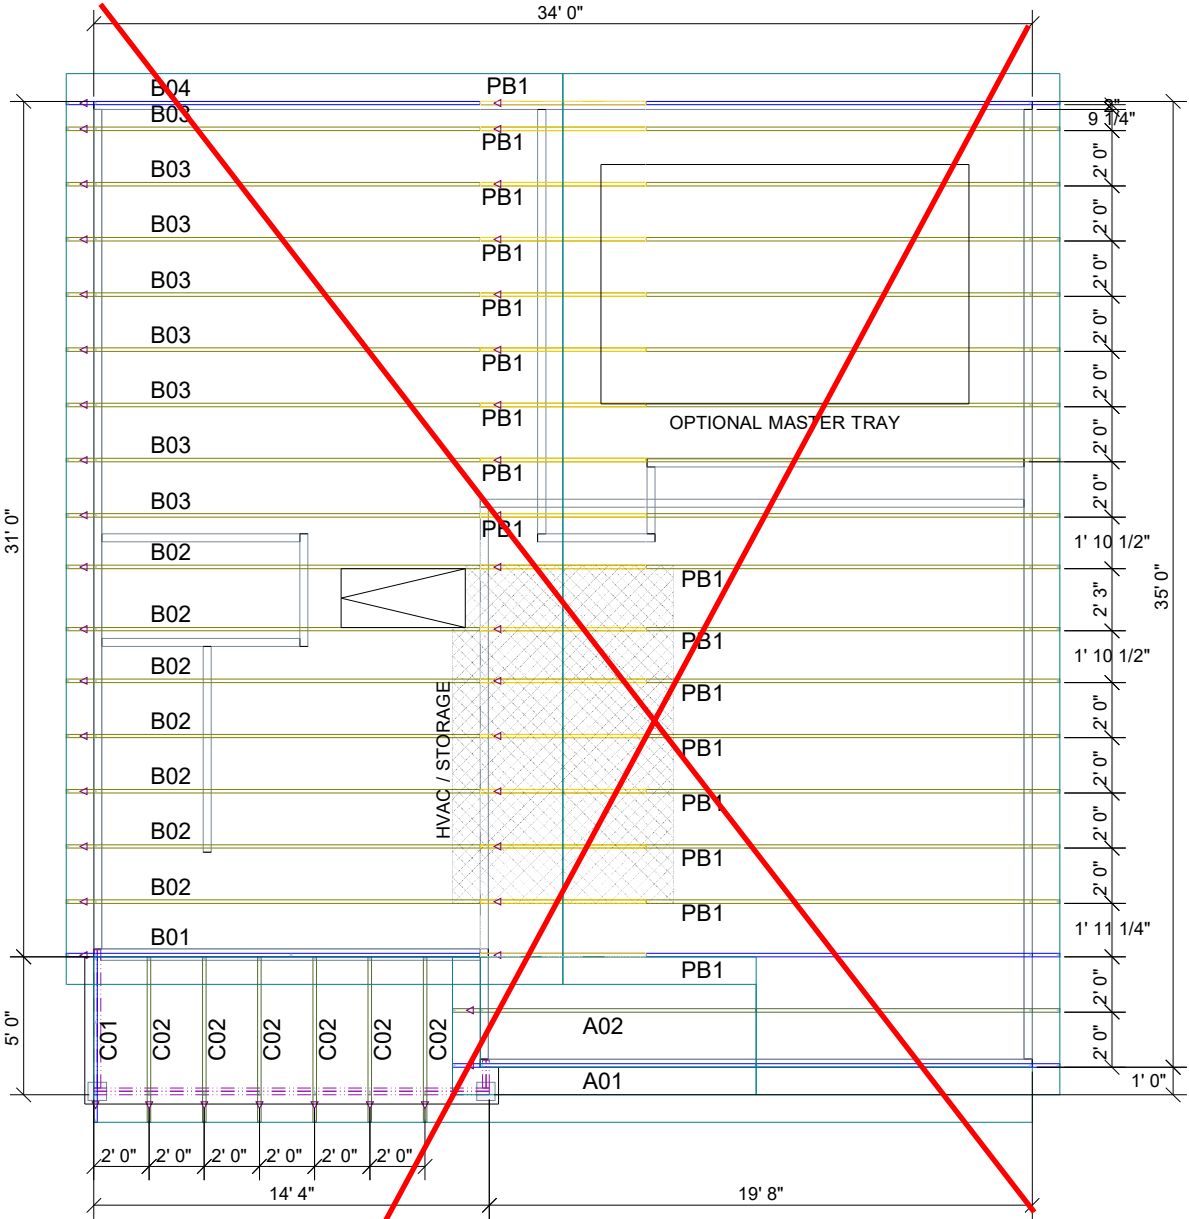 34' 0"
B04 PB1
2"
9 1/4"
B03
PB1
2' 0"
B03
PB1
2' 0"
B03
PB1
2' 0"
B03
PB1
2' 0"
B03
PB1
2' 0"
B03
PB1
OPTIONAL MASTER TRAY
2' 0"
B03
PB1
2' 0"
B03
PB1
31' 0"
1' 10 1/2"
B02
PB1
35' 0"
2' 3"
B02
PB1
1' 10 1/2"
B02
PB1
HVAC / STORAGE
2' 0"
B02
PB1
2' 0"
B02
PB1
2' 0"
B02
PB1
2' 0"
B02
PB1
1' 11 1/4"
B01
PB1
2' 0"
5' 0"
C01 C02 C02 C02 C02 C02 C02
A02
2' 0"
A01
1' 0"
2' 0" 2' 0" 2' 0" 2' 0" 2' 0" 2' 0"
14' 4" 19' 8"